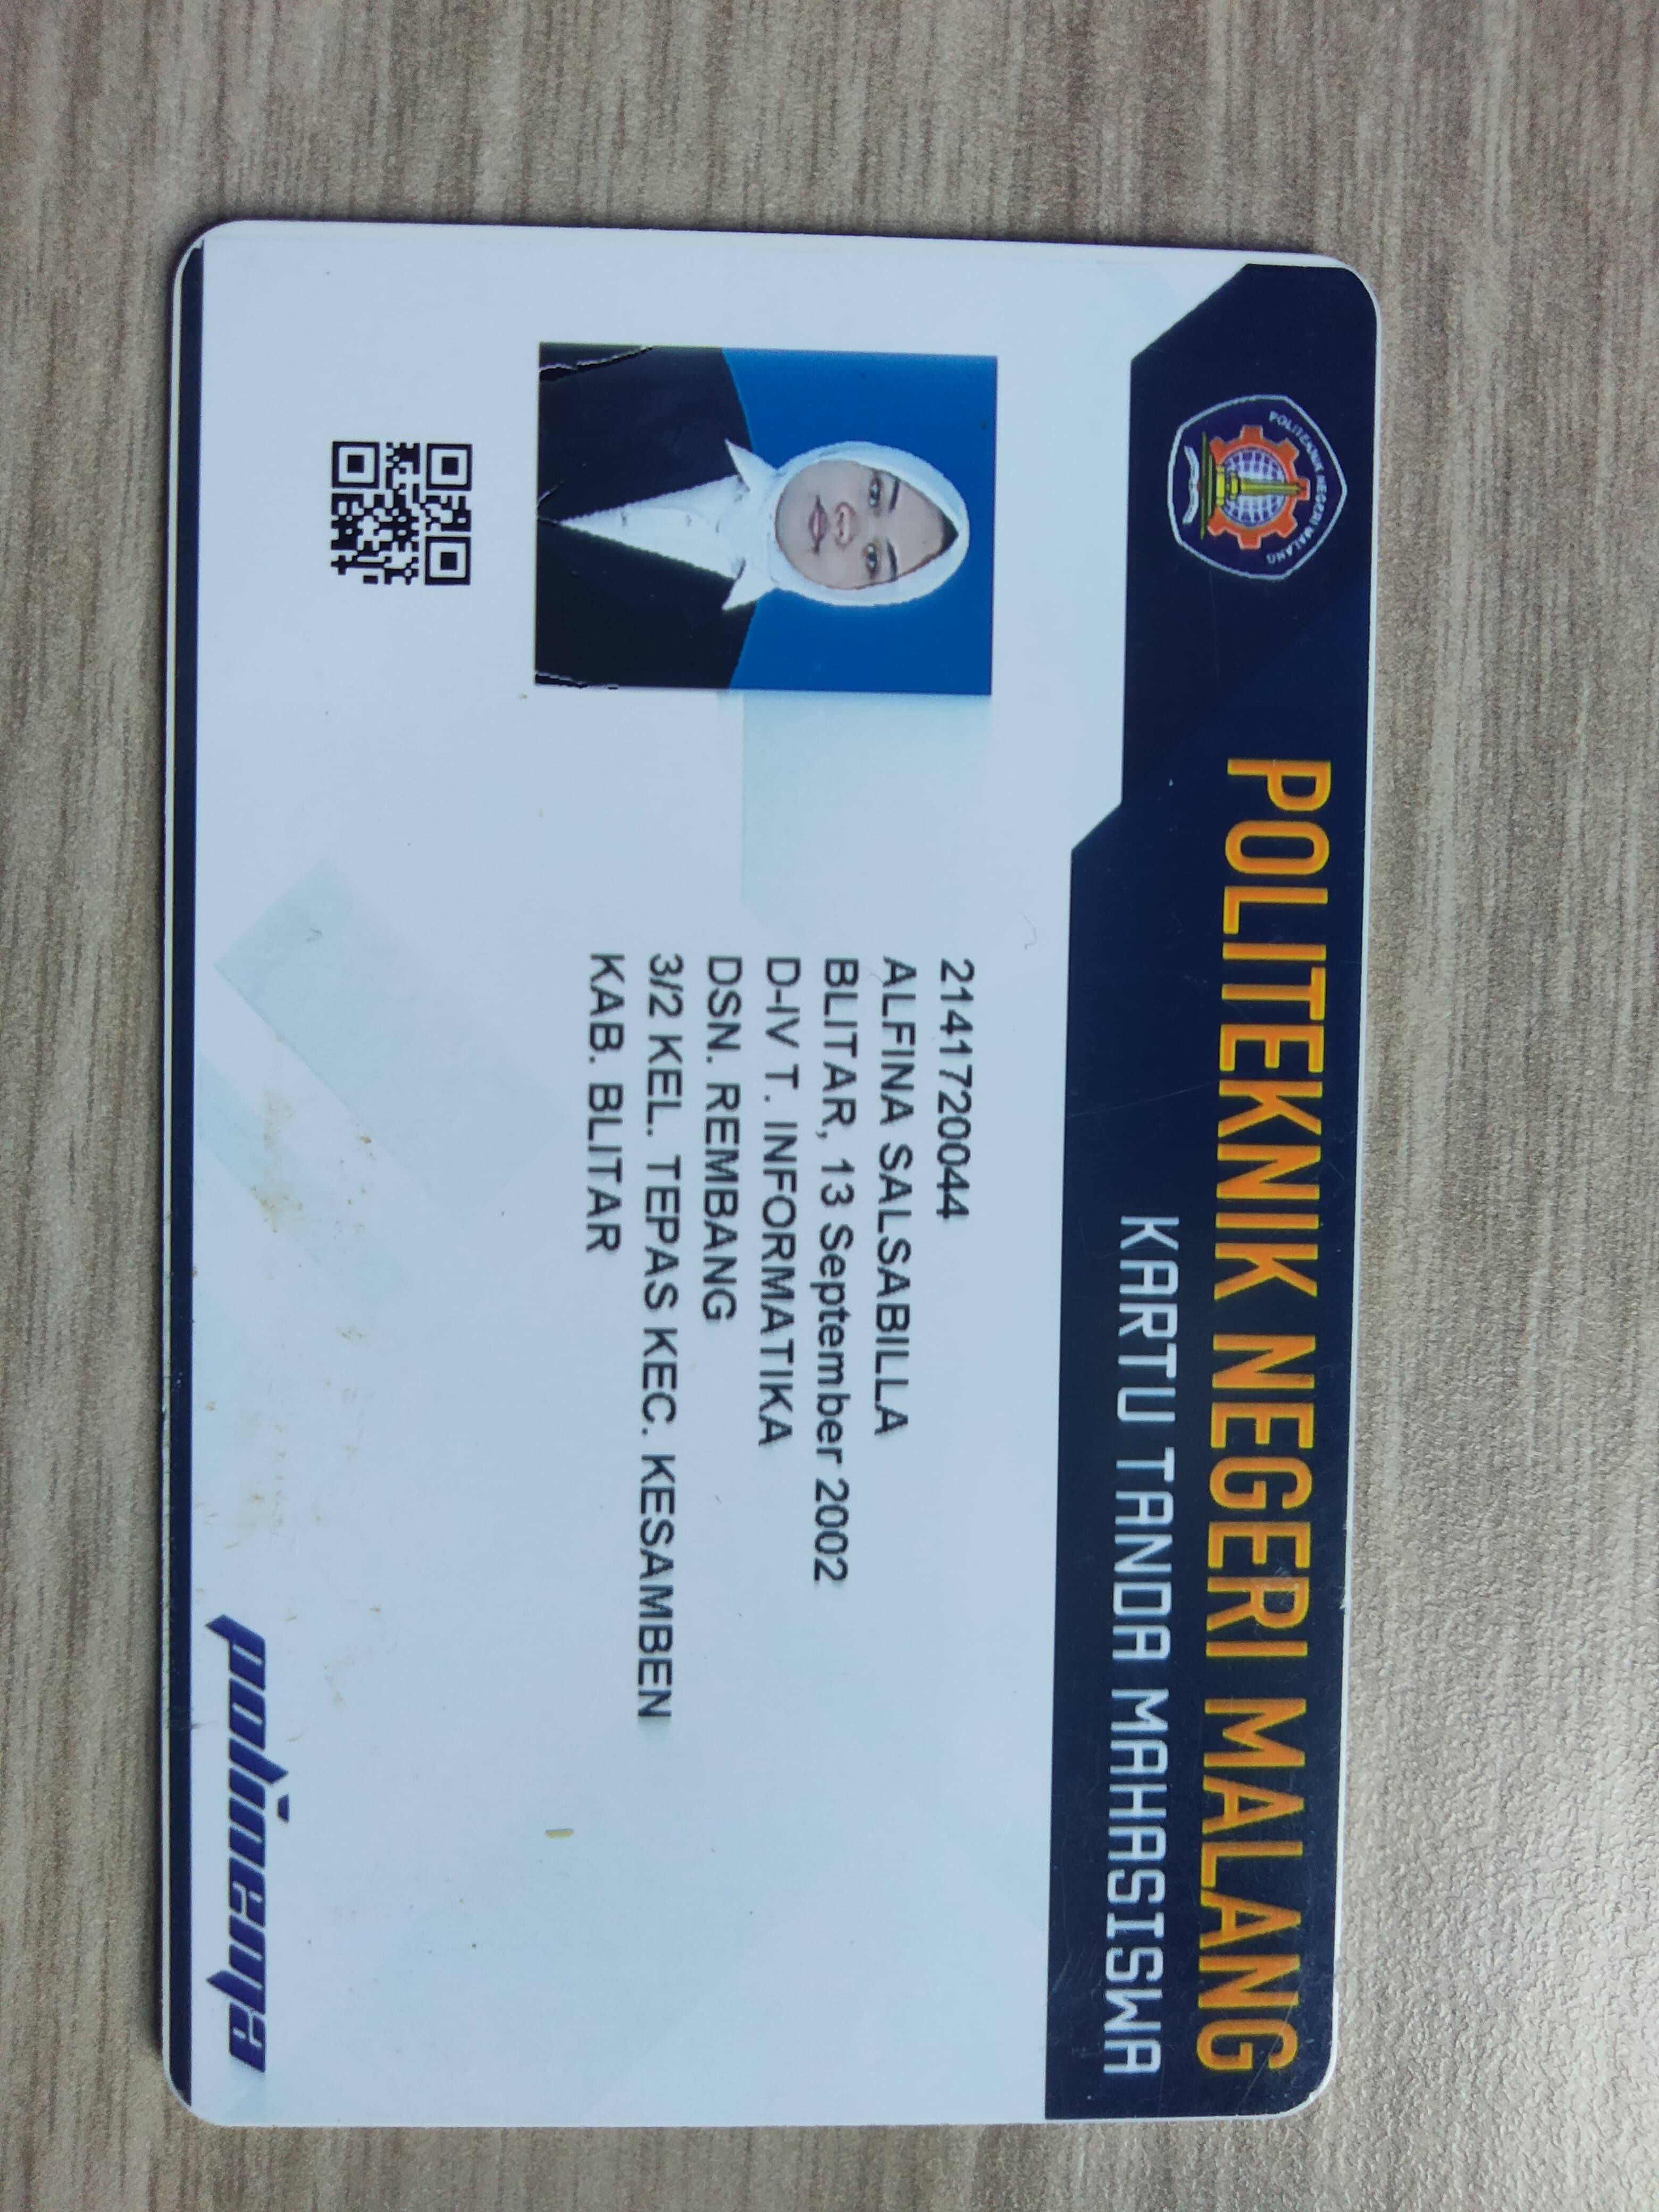 POLITEKNIK NEGERI MALANG
KARTU TANDA MAHASISWA
POLITEKNIK NEGERI MALANG
2141720044
ALFINA SALSABILLA
BLITAR, 13 September 2002
D-IV T. INFORMATIKA
DSN. REMBANG
3/2 KEL. TEPAS KEC. KESAMBEN
KAB. BLITAR
polinema